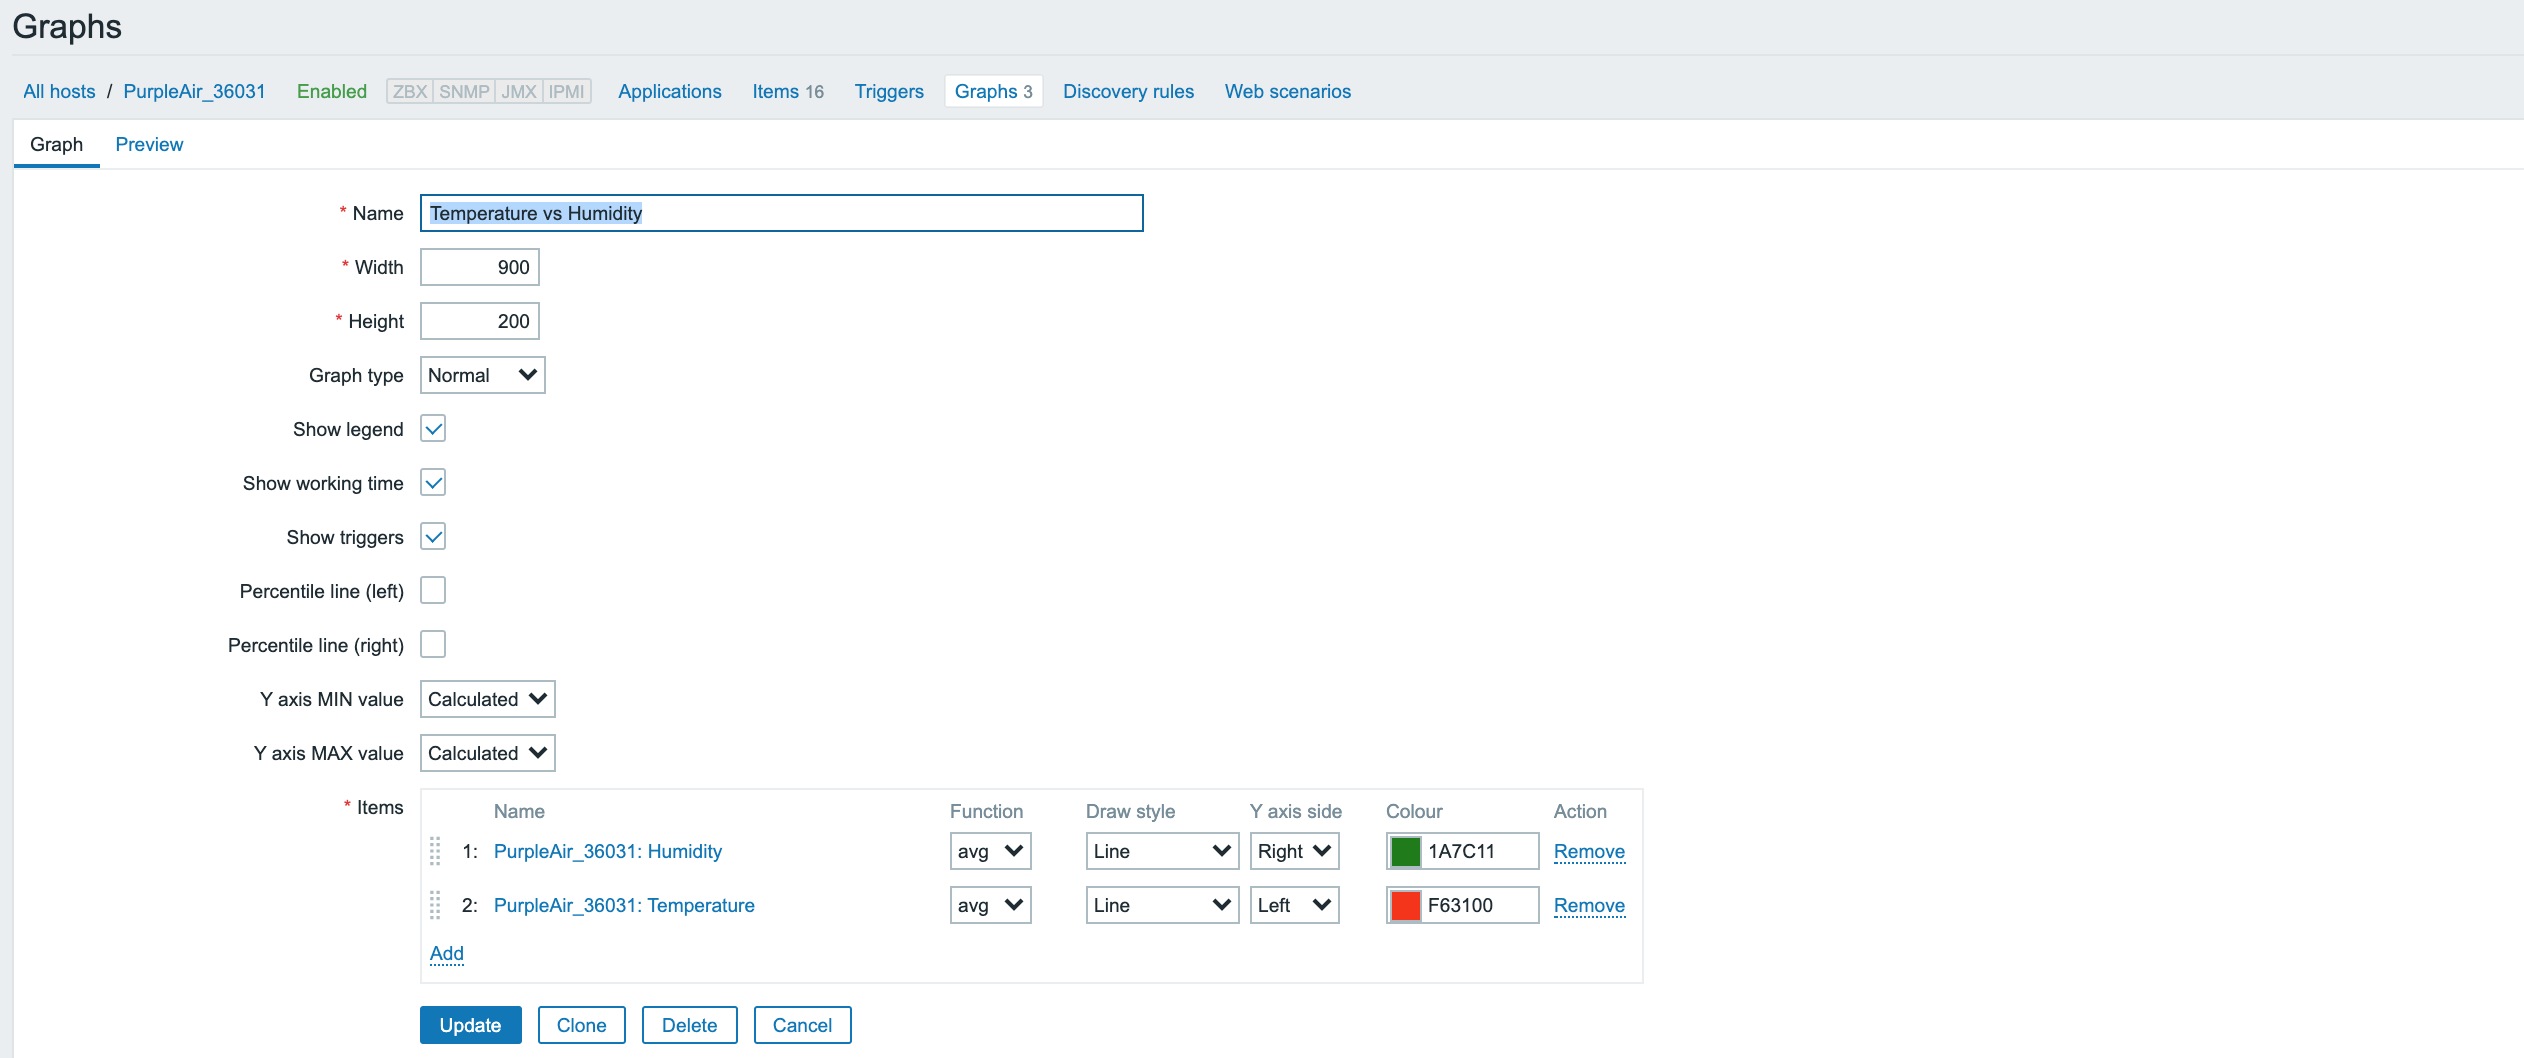 Graphs
All hosts / PurpleAir_36031 Enabled ZBX SNMP JMX IPMI Applications Items 16 Triggers Graphs 3 Discovery rules Web scenarios
Graph Preview
* Name Temperature vs Humidity
* Width 900
* Height 200
Graph type Normal
Show legend
Show working time
Show triggers
Percentile line (left)
Percentile line (right)
Y axis MIN value Calculated
Y axis MAX value Calculated
* Items Name Function Draw style Y axis side Colour Action
1: PurpleAir_36031: Humidity avg Line Right 1A7C11 Remove
2: PurpleAir_36031: Temperature avg Line Left F63100 Remove
Add
Update Clone Delete Cancel